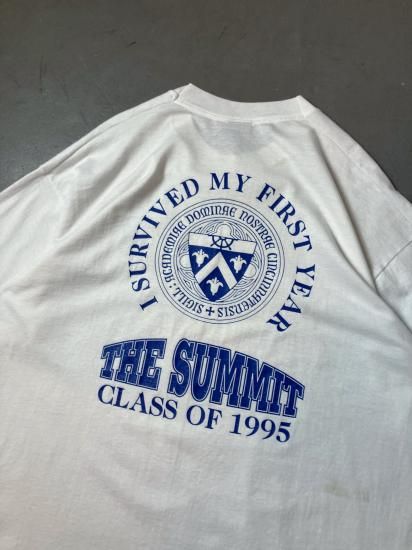 I SURVIVED MY FIRST YEAR
SIGILL: ACADEMIAE DOMINAE NOSTRAE CINCINNATENSIS
THE SUMMIT
CLASS OF 1995